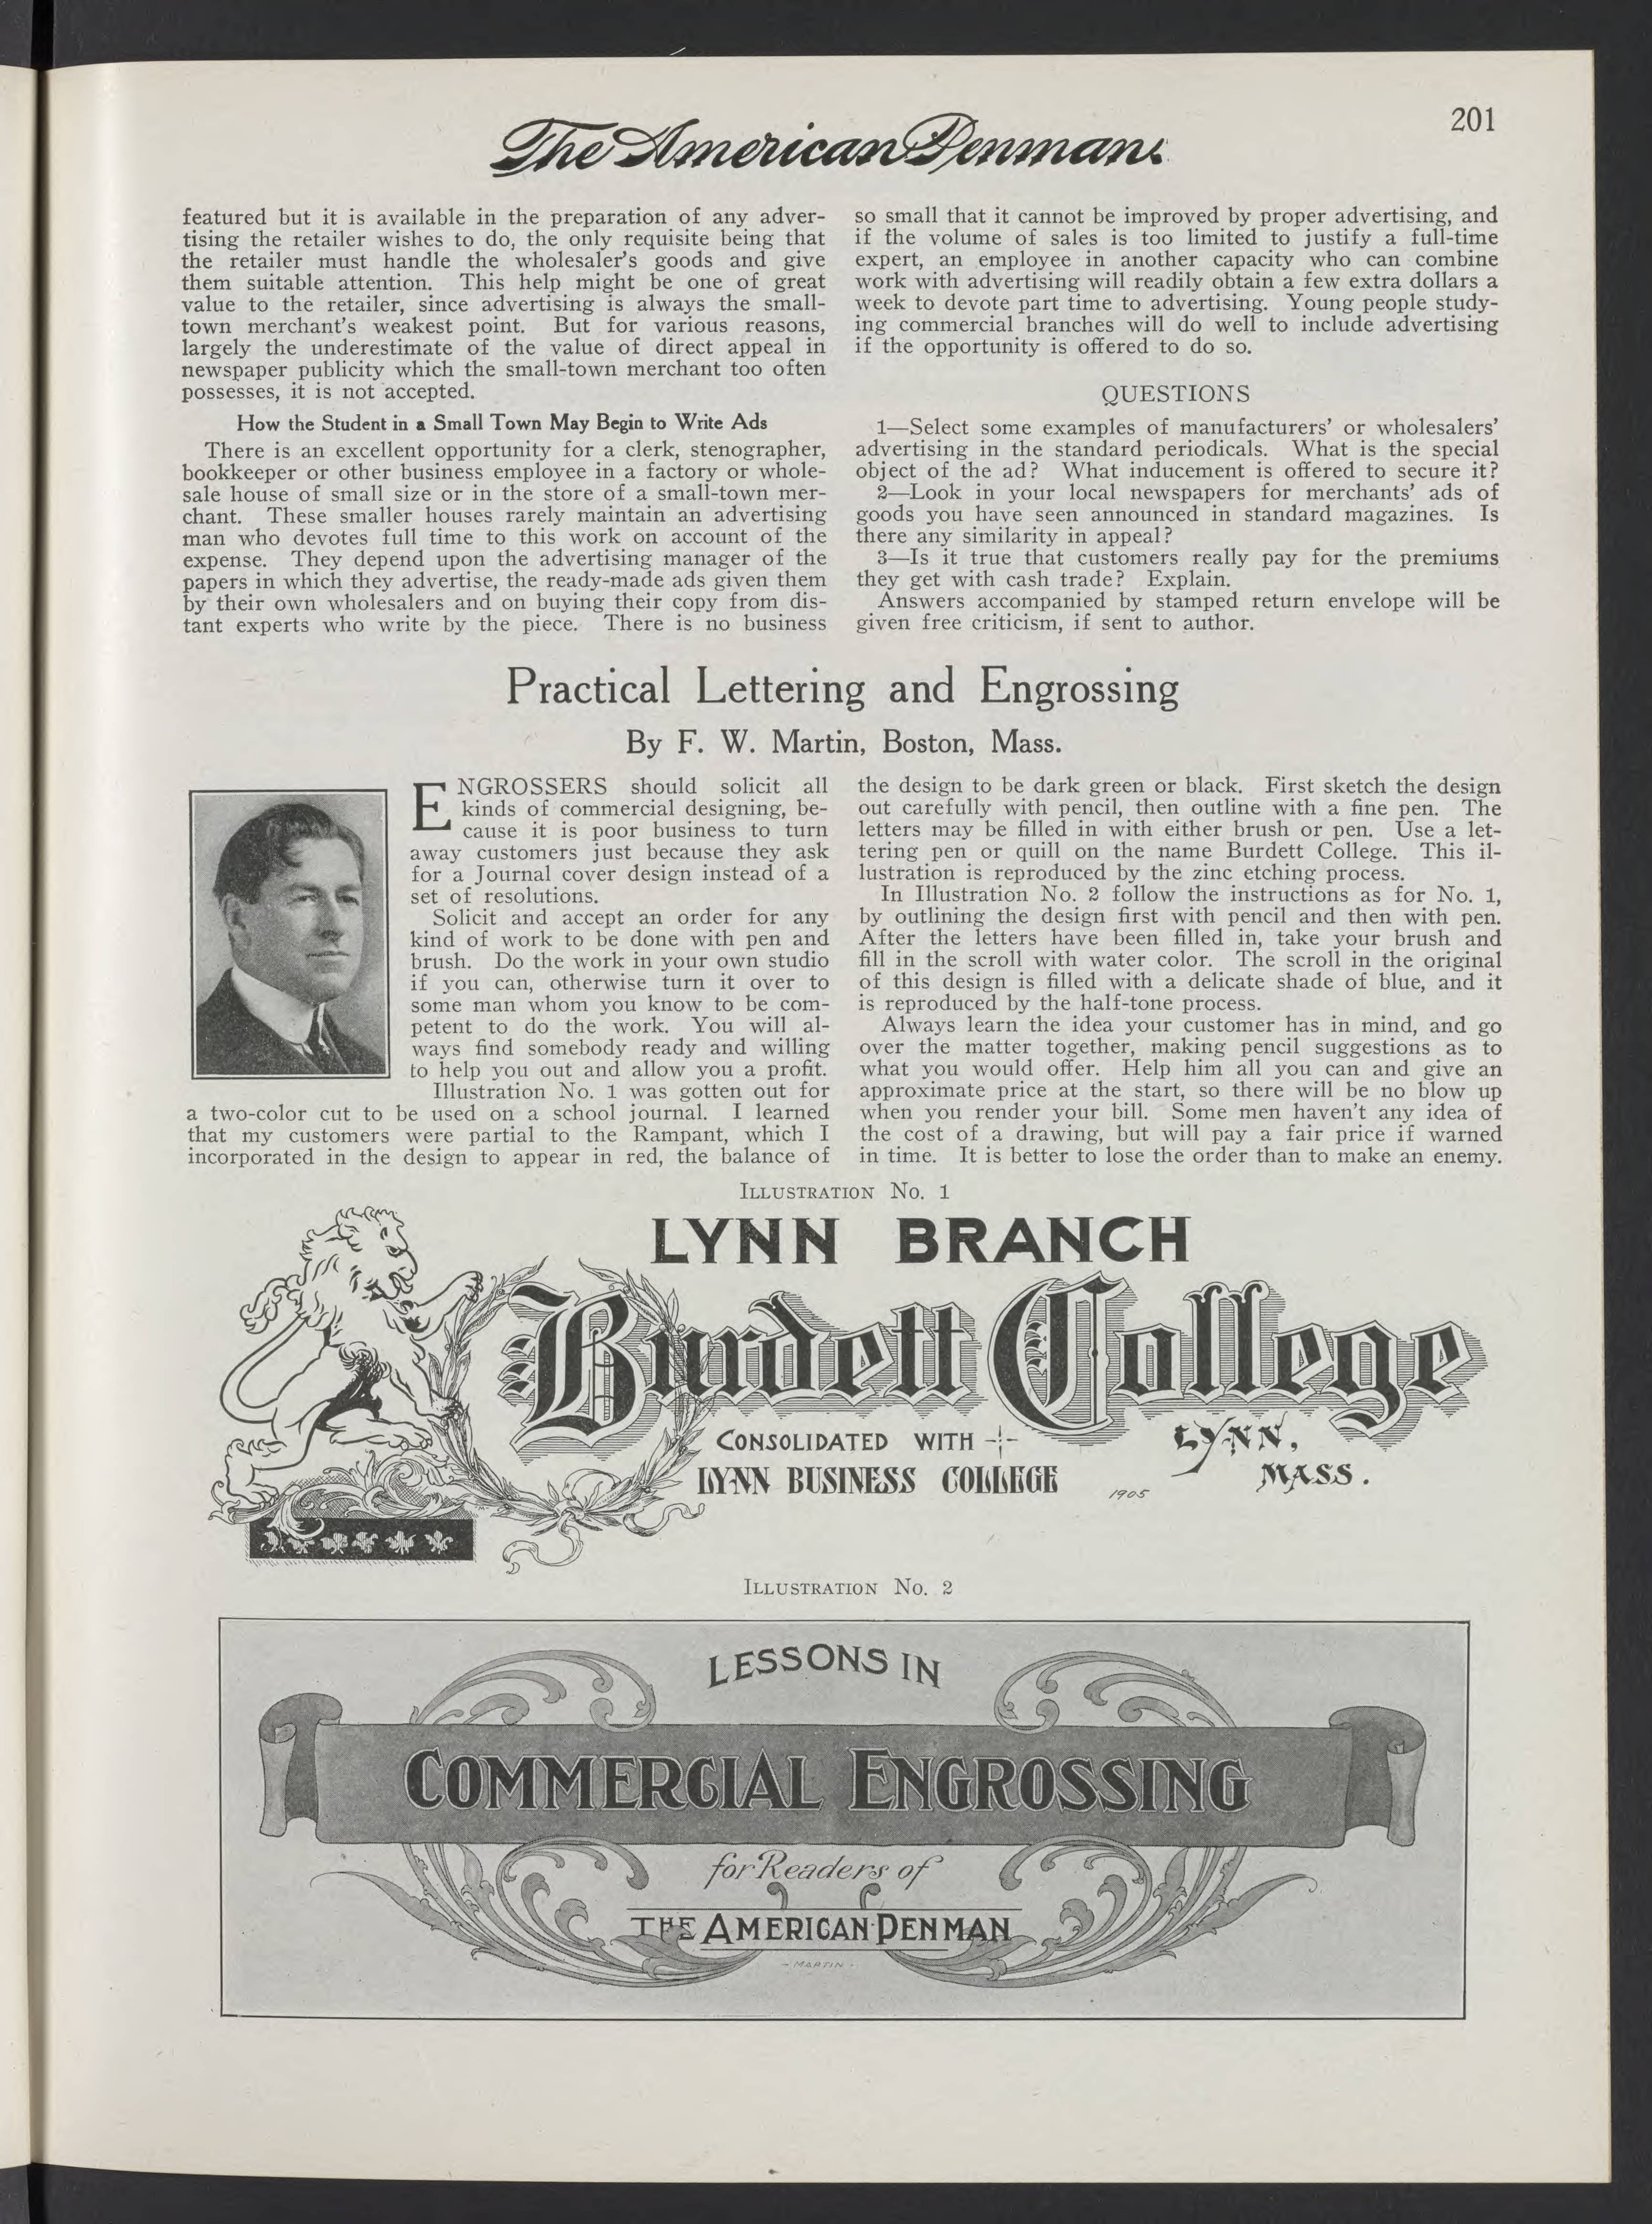 201
The American Penman
featured but it is available in the preparation of any adver-
tising the retailer wishes to do, the only requisite being that
the retailer must handle the wholesaler's goods and give
them suitable attention. This help might be one of great
value to the retailer, since advertising is always the small-
town merchant's weakest point. But for various reasons,
largely the underestimate of the value of direct appeal in
newspaper publicity which the small-town merchant too often
possesses, it is not accepted.
How the Student in a Small Town May Begin to Write Ads
There is an excellent opportunity for a clerk, stenographer,
bookkeeper or other business employee in a factory or whole-
sale house of small size or in the store of a small-town mer-
chant. These smaller houses rarely maintain an advertising
man who devotes full time to this work on account of the
expense. They depend upon the advertising manager of the
papers in which they advertise, the ready-made ads given them
by their own wholesalers and on buying their copy from dis-
tant experts who write by the piece. There is no business
so small that it cannot be improved by proper advertising, and
if the volume of sales is too limited to justify a full-time
expert, an employee in another capacity who can combine
work with advertising will readily obtain a few extra dollars a
week to devote part time to advertising. Young people study-
ing commercial branches will do well to include advertising
if the opportunity is offered to do so.
QUESTIONS
1—Select some examples of manufacturers' or wholesalers'
advertising in the standard periodicals. What is the special
object of the ad? What inducement is offered to secure it?
2—Look in your local newspapers for merchants' ads of
goods you have seen announced in standard magazines. Is
there any similarity in appeal?
3—Is it true that customers really pay for the premiums
they get with cash trade? Explain.
Answers accompanied by stamped return envelope will be
given free criticism, if sent to author.
Practical Lettering and Engrossing
By F. W. Martin, Boston, Mass.
ENGROSSERS should solicit all
kinds of commercial designing, be-
cause it is poor business to turn
away customers just because they ask
for a Journal cover design instead of a
set of resolutions.
Solicit and accept an order for any
kind of work to be done with pen and
brush. Do the work in your own studio
if you can, otherwise turn it over to
some man whom you know to be com-
petent to do the work. You will al-
ways find somebody ready and willing
to help you out and allow you a profit.
Illustration No. 1 was gotten out for
a two-color cut to be used on a school journal. I learned
that my customers were partial to the Rampant, which I
incorporated in the design to appear in red, the balance of
the design to be dark green or black. First sketch the design
out carefully with pencil, then outline with a fine pen. The
letters may be filled in with either brush or pen. Use a let-
tering pen or quill on the name Burdett College. This il-
lustration is reproduced by the zinc etching process.
In Illustration No. 2 follow the instructions as for No. 1,
by outlining the design first with pencil and then with pen.
After the letters have been filled in, take your brush and
fill in the scroll with water color. The scroll in the original
of this design is filled with a delicate shade of blue, and it
is reproduced by the half-tone process.
Always learn the idea your customer has in mind, and go
over the matter together, making pencil suggestions as to
what you would offer. Help him all you can and give an
approximate price at the start, so there will be no blow up
when you render your bill. Some men haven't any idea of
the cost of a drawing, but will pay a fair price if warned
in time. It is better to lose the order than to make an enemy.
ILLUSTRATION NO. 1
LYNN BRANCH
Burdett College
CONSOLIDATED WITH
LYNN BUSINESS COLLEGE
LYNN,
MASS.
1905
ILLUSTRATION NO. 2
LESSONS IN
COMMERCIAL ENGROSSING
for Readers of
THE AMERICAN PENMAN
- MARTIN -